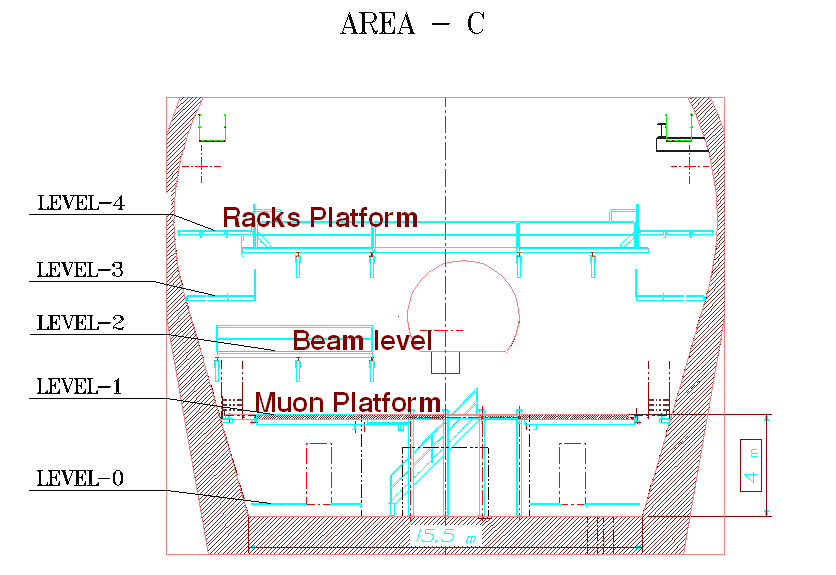 AREA - C
LEVEL-4
Racks Platform
LEVEL-3
LEVEL-2
Beam level
LEVEL-1
Muon Platform
4 m
LEVEL-0
15,5 m